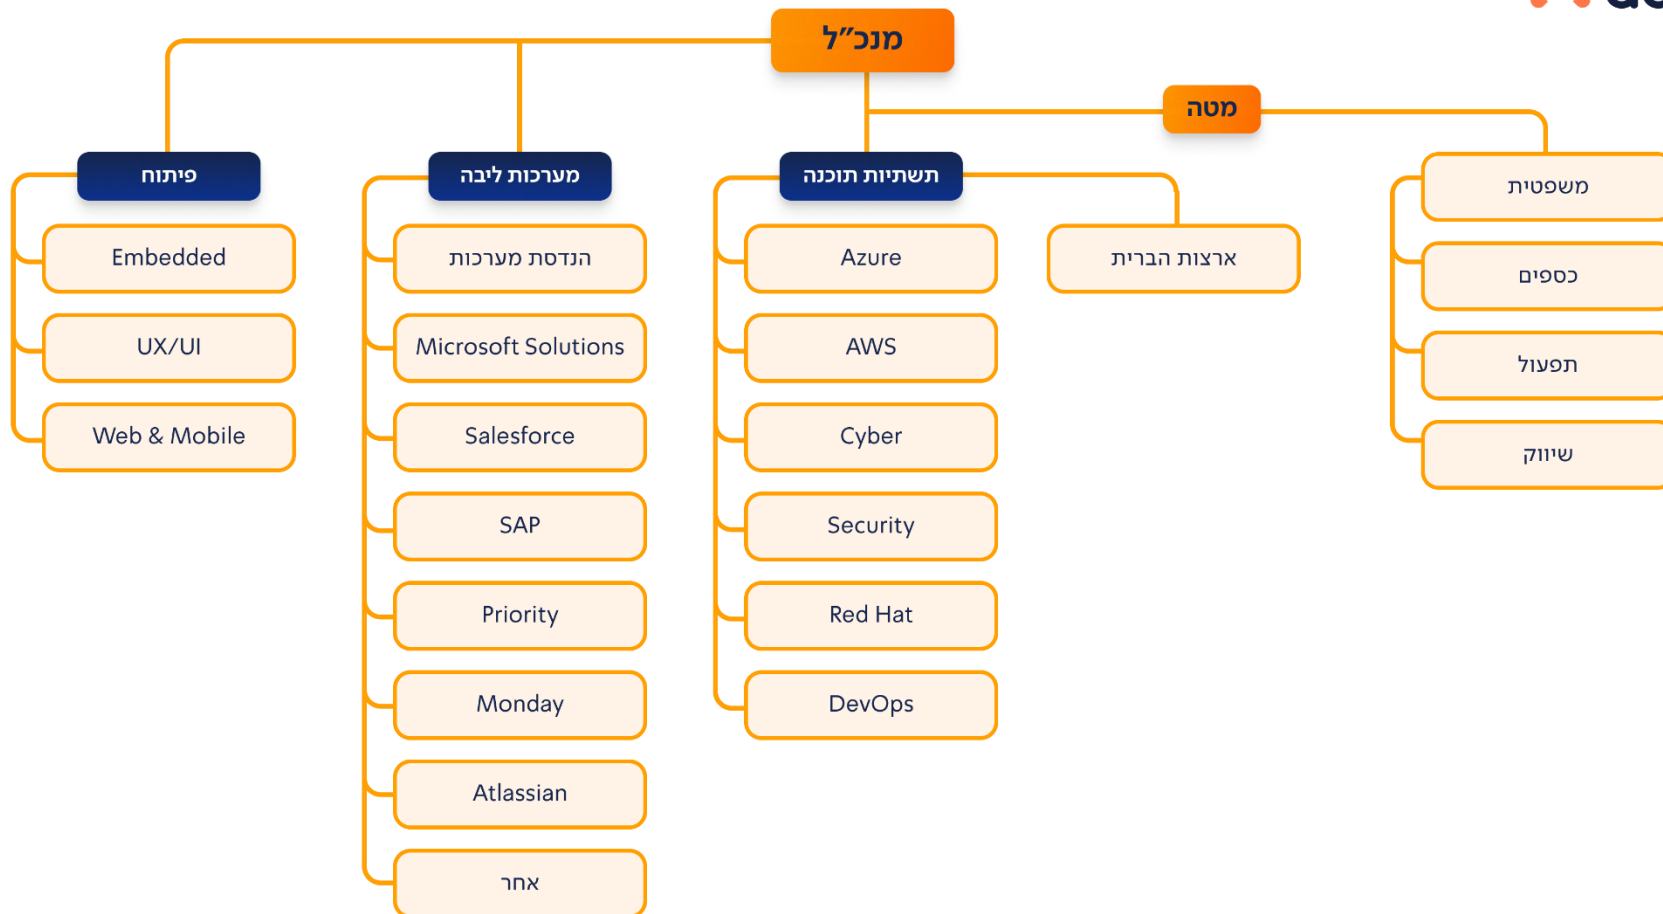 מנכ״ל
מטה
פיתוח
Embedded
UX/UI
Web & Mobile
מערכות ליבה
הנדסת מערכות
Microsoft Solutions
Salesforce
SAP
Priority
Monday
Atlassian
אחר
תשתיות תוכנה
Azure
AWS
Cyber
Security
Red Hat
DevOps
ארצות הברית
משפטית
כספים
תפעול
שיווק